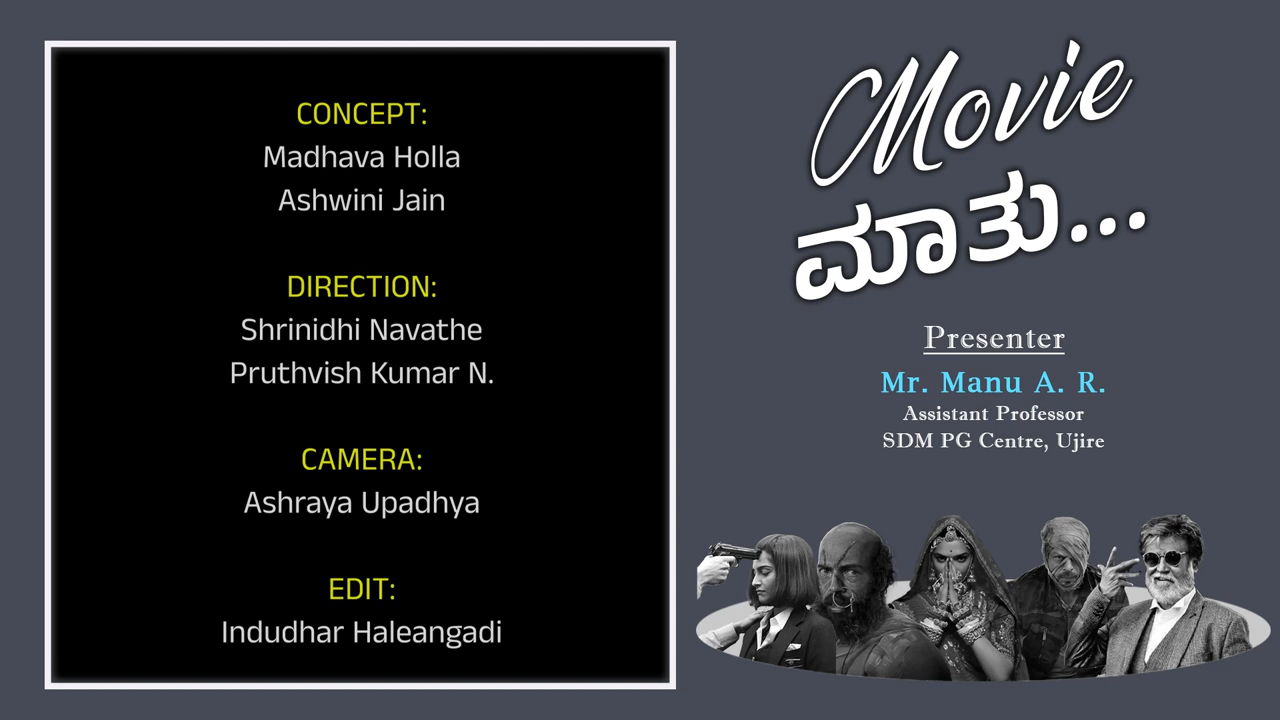 CONCEPT:
Madhava Holla
Ashwini Jain
DIRECTION:
Shrinidhi Navathe
Pruthvish Kumar N.
CAMERA:
Ashraya Upadhya
EDIT:
Indudhar Haleangadi
Movie
ಮಾತು...
Presenter
Mr. Manu A. R.
Assistant Professor
SDM PG Centre, Ujire